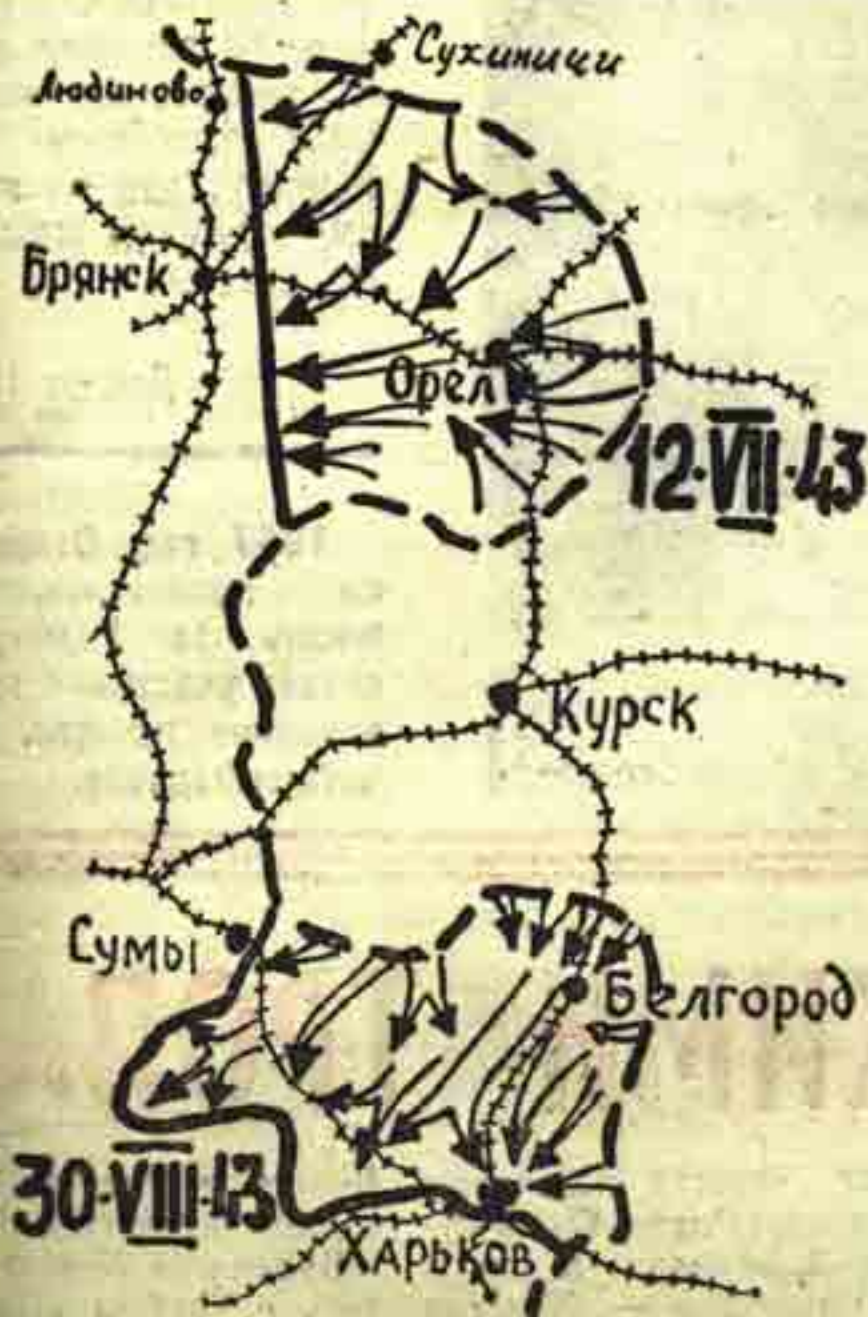 Сухиничи
Людиново
Брянск
Орел
12·VII·43
Курск
Сумы
Белгород
30·VIII·43
Харьков